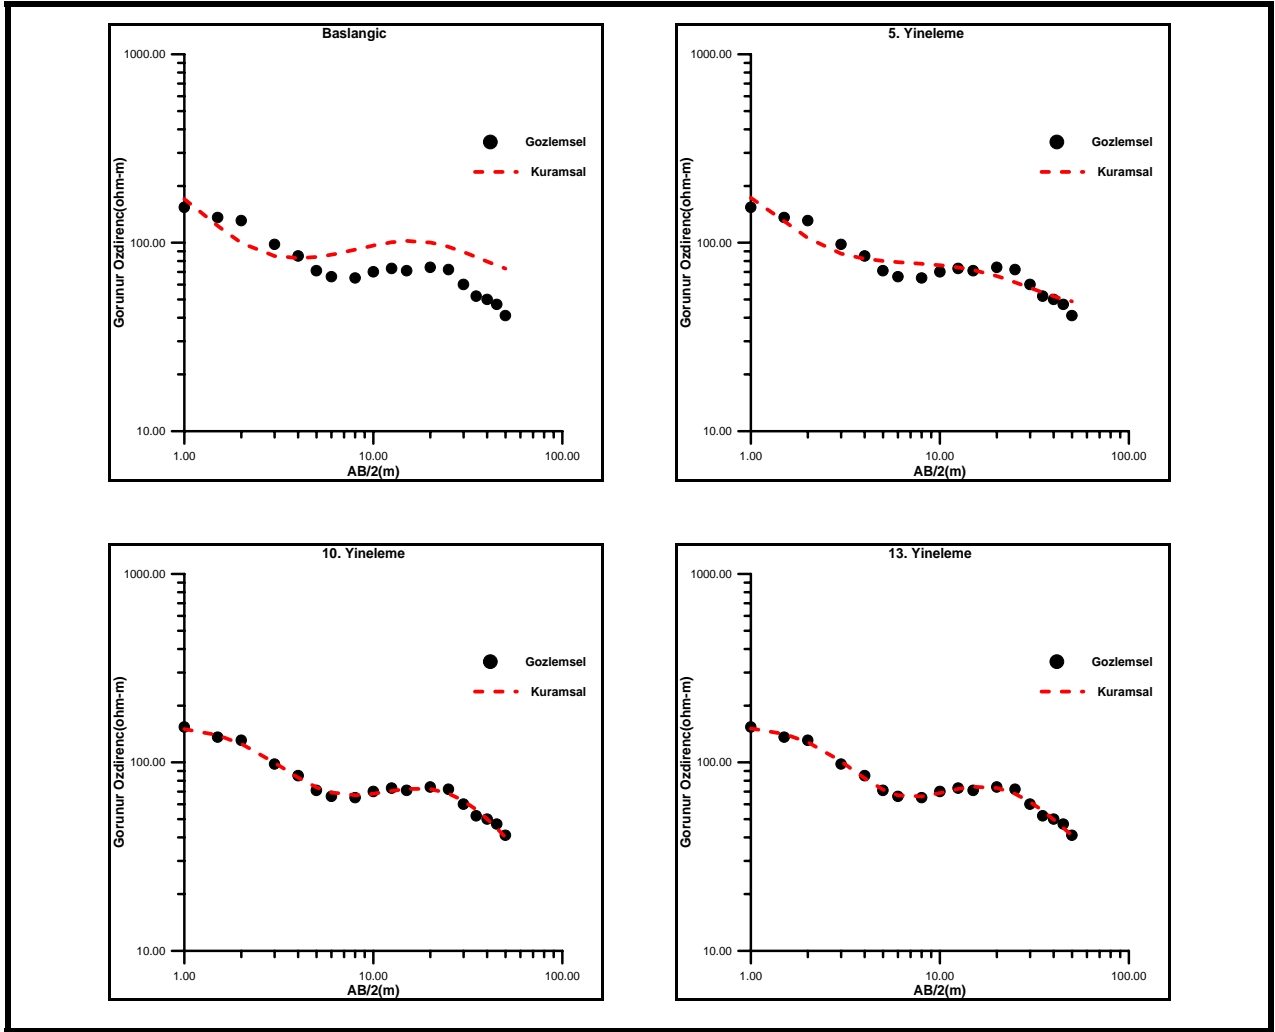 Baslangic
1000.00
100.00
10.00
Gorunur Ozdirenc(ohm-m)
Gozlemsel
Kuramsal
1.00
10.00
100.00
AB/2(m)
5. Yineleme
1000.00
100.00
10.00
Gorunur Ozdirenc(ohm-m)
Gozlemsel
Kuramsal
1.00
10.00
100.00
AB/2(m)
10. Yineleme
1000.00
100.00
10.00
Gorunur Ozdirenc(ohm-m)
Gozlemsel
Kuramsal
1.00
10.00
100.00
AB/2(m)
13. Yineleme
1000.00
100.00
10.00
Gorunur Ozdirenc(ohm-m)
Gozlemsel
Kuramsal
1.00
10.00
100.00
AB/2(m)